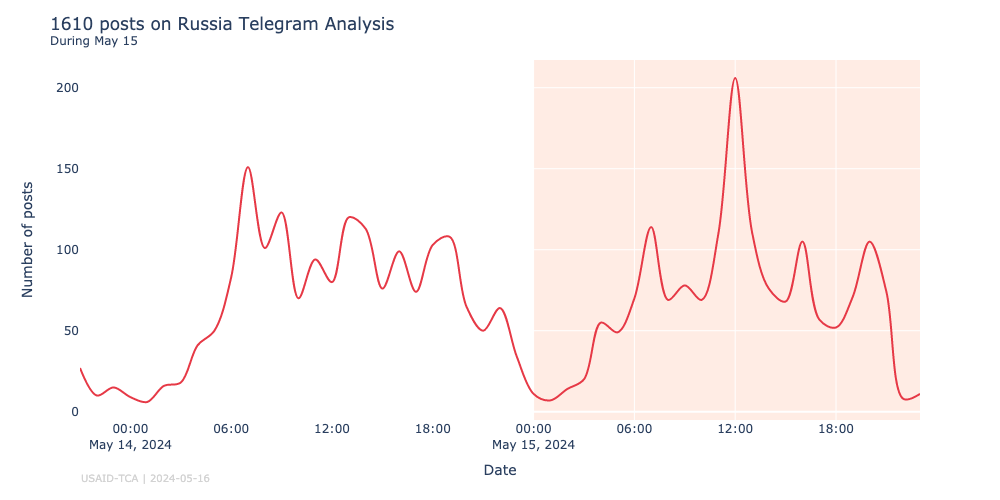 1610 posts on Russia Telegram Analysis
During May 15
Number of posts
200
150
100
50
0
00:00 06:00 12:00 18:00 00:00 06:00 12:00 18:00
May 14, 2024 May 15, 2024
Date
USAID-TCA | 2024-05-16